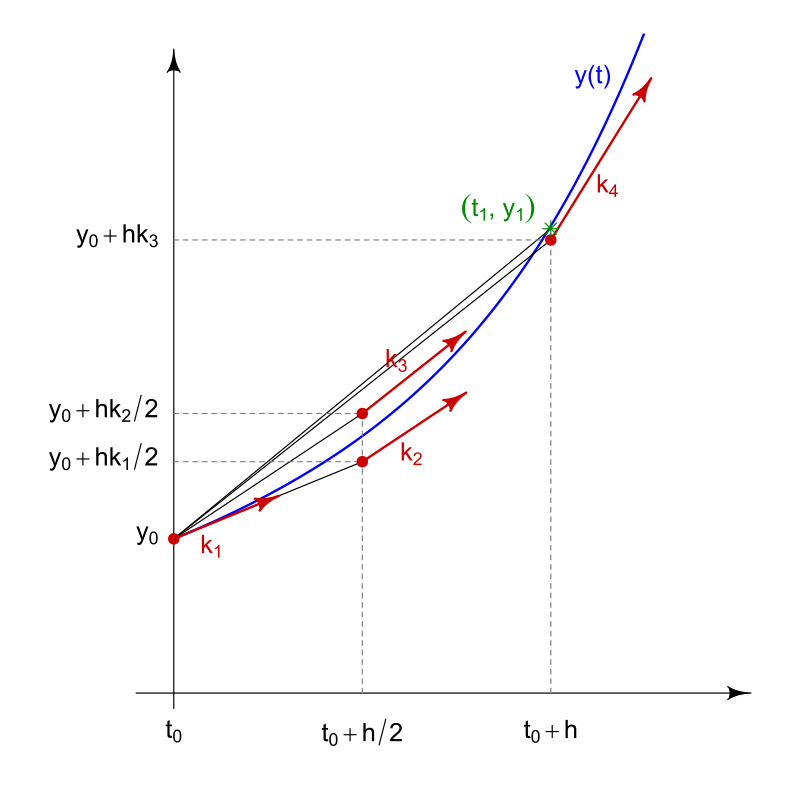 y(t)
k₄
(t₁, y₁)
y₀+hk₃
k₃
y₀+hk₂/2
k₂
y₀+hk₁/2
y₀
k₁
t₀
t₀+h/2
t₀+h